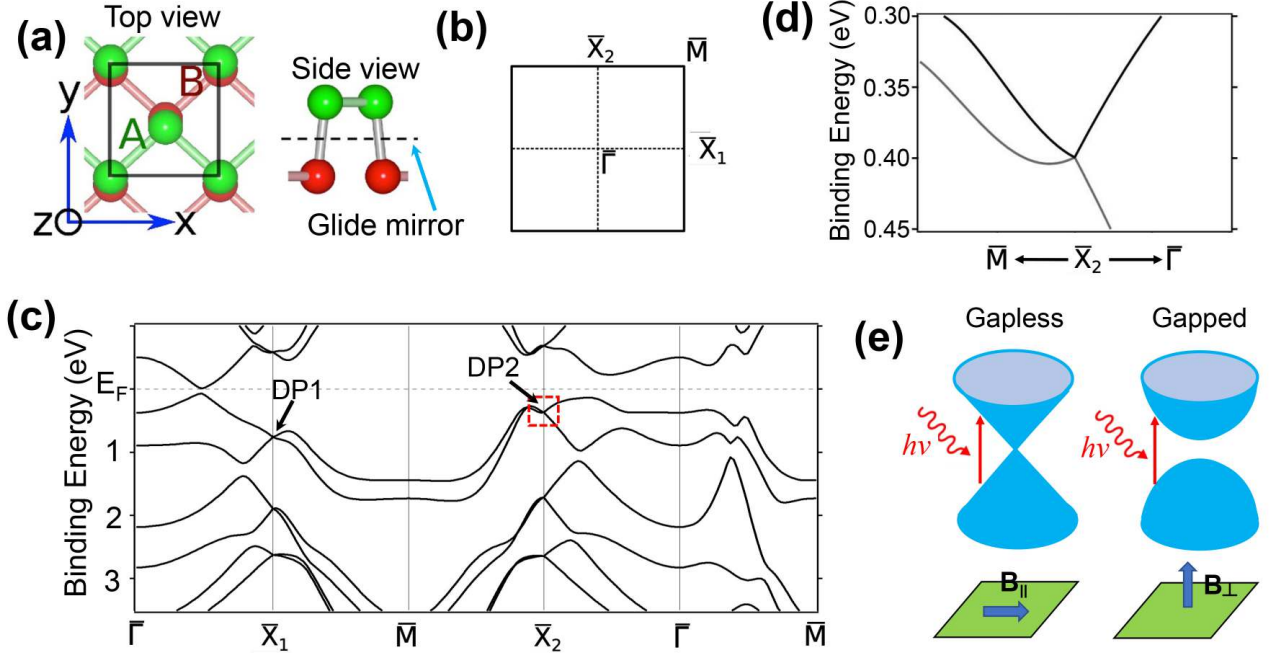 (a)
Top view
B
A
y
z
x
Side view
Glide mirror
(b)
X̄₂
M̄
Γ̄
X̄₁
(c)
Binding Energy (eV)
E_F
1
2
3
DP1
DP2
Γ̄
X̄₁
M̄
X̄₂
Γ̄
M̄
(d)
Binding Energy (eV)
0.30
0.35
0.40
0.45
M̄ ← X̄₂ → Γ̄
(e)
Gapless
Gapped
hν
hν
B∥
B⊥